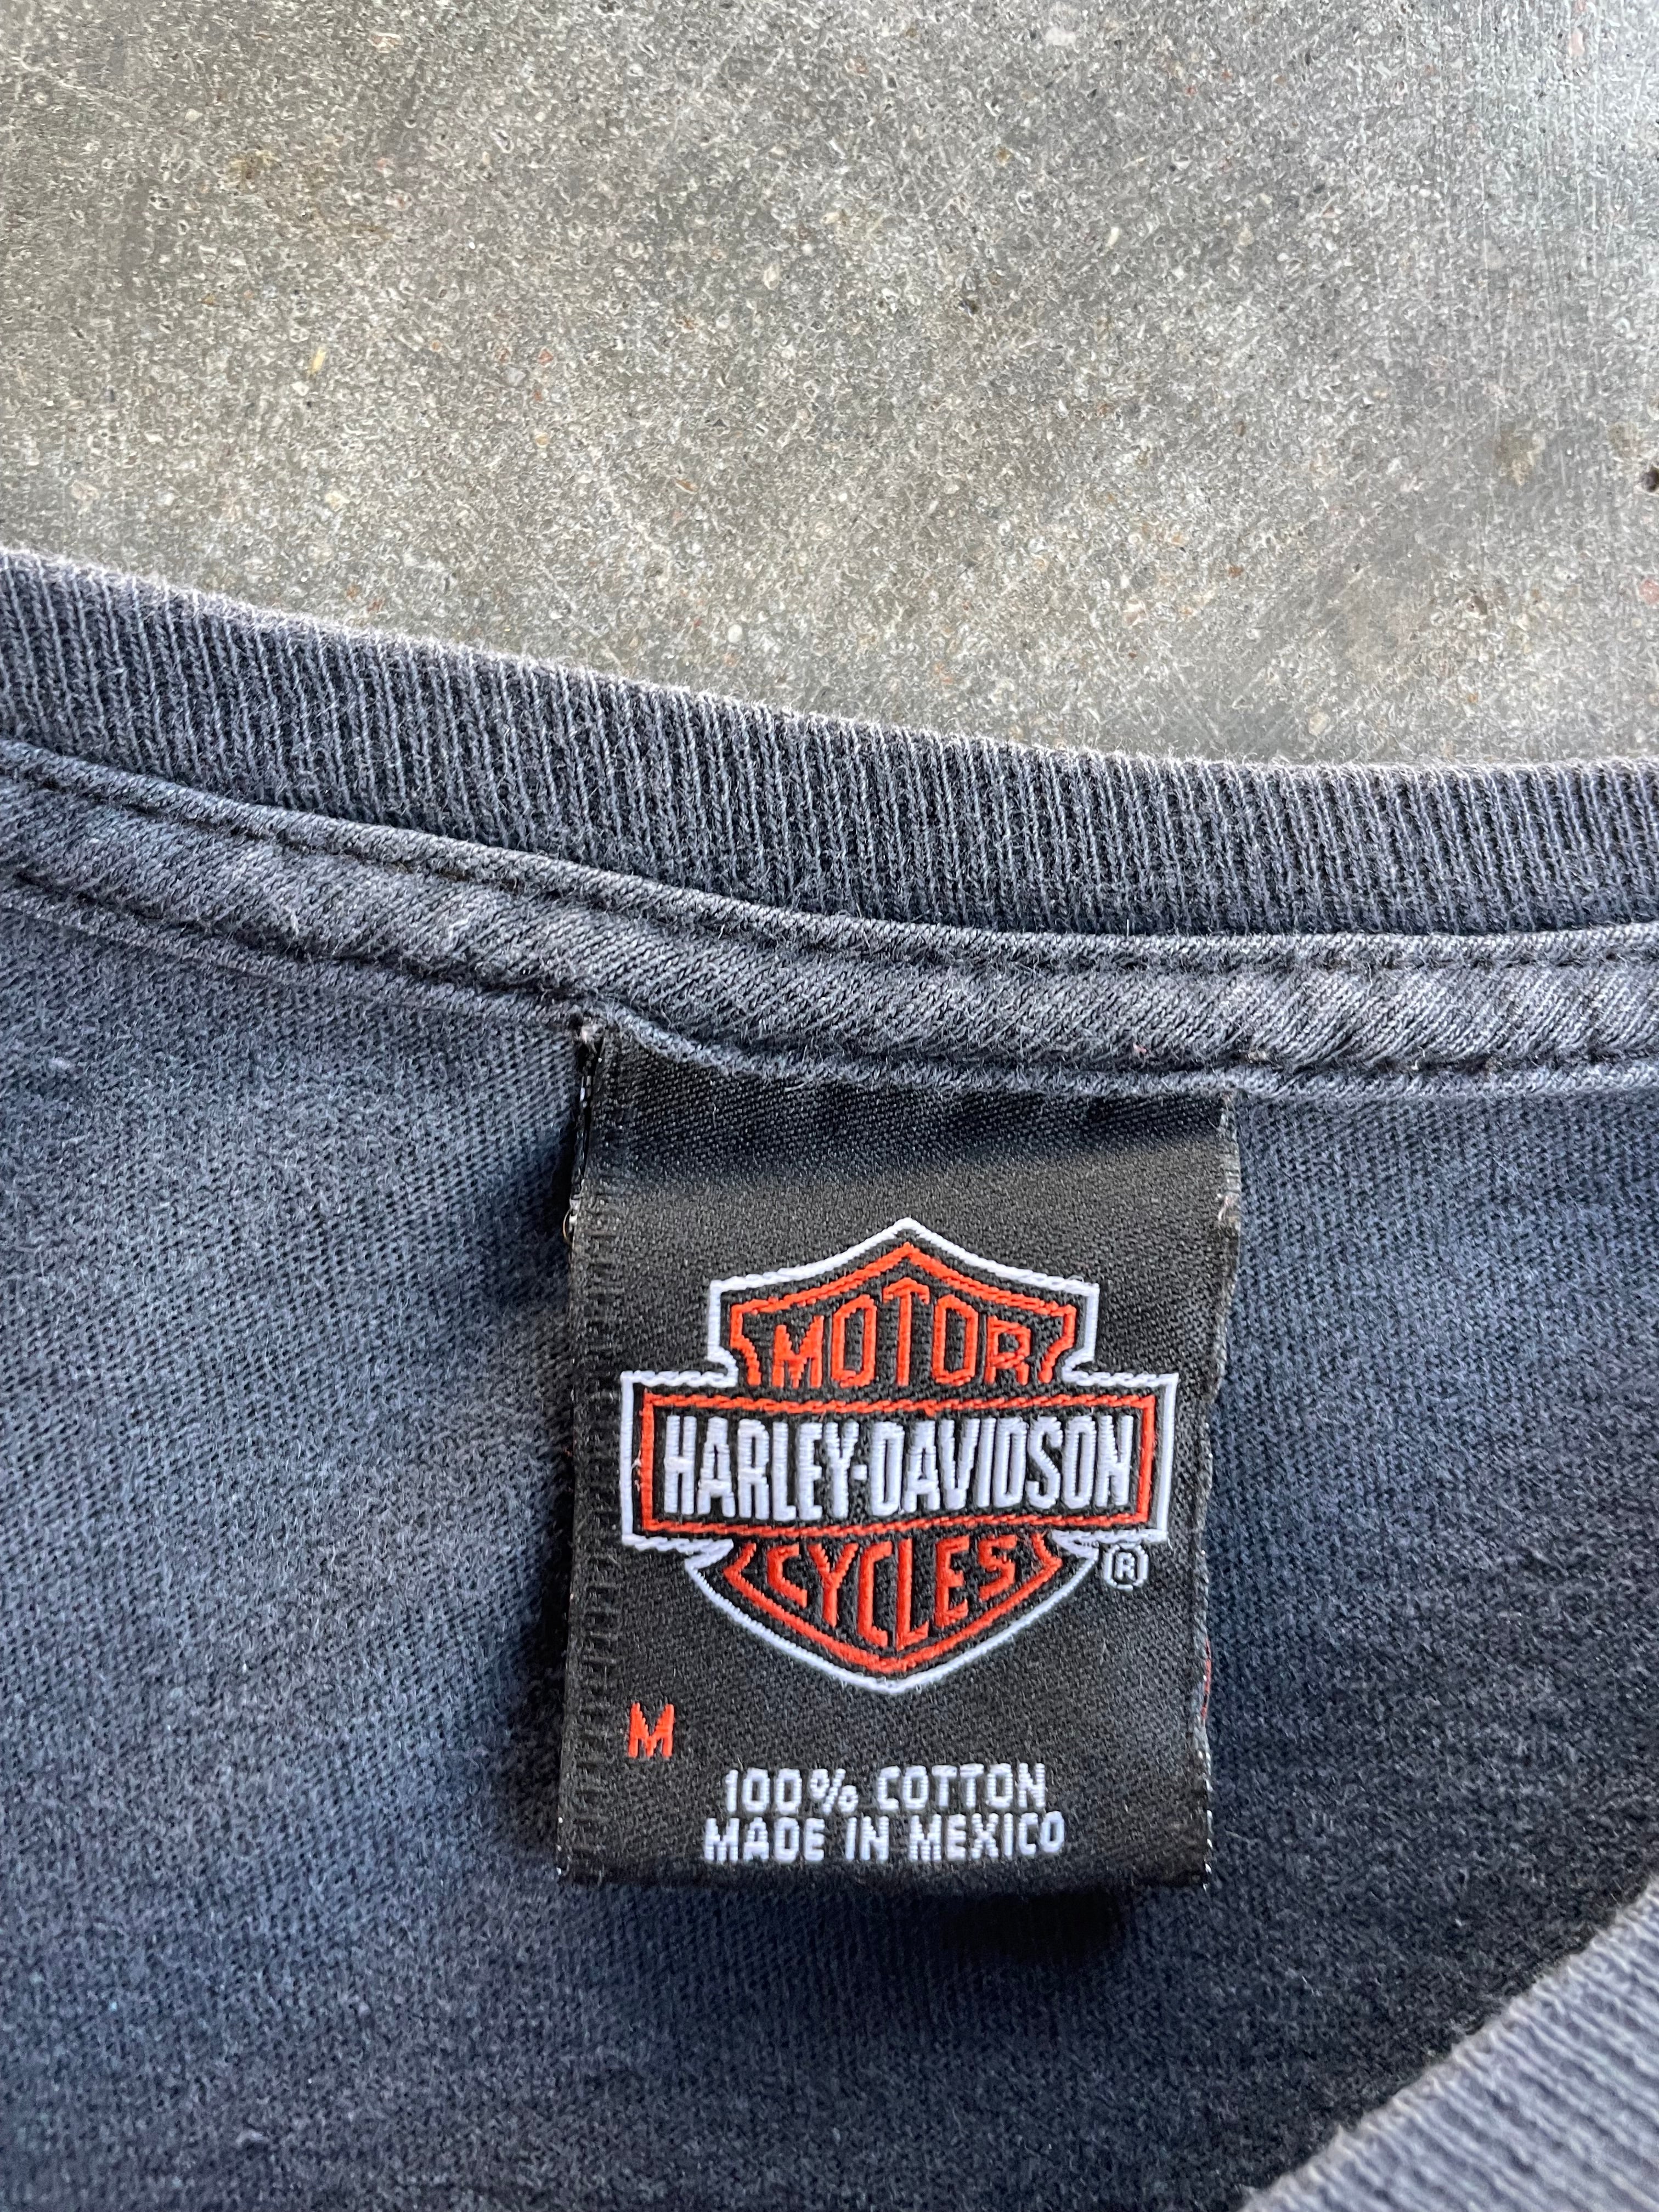 MOTOR
HARLEY-DAVIDSON
CYCLES
®
M
100% COTTON
MADE IN MEXICO